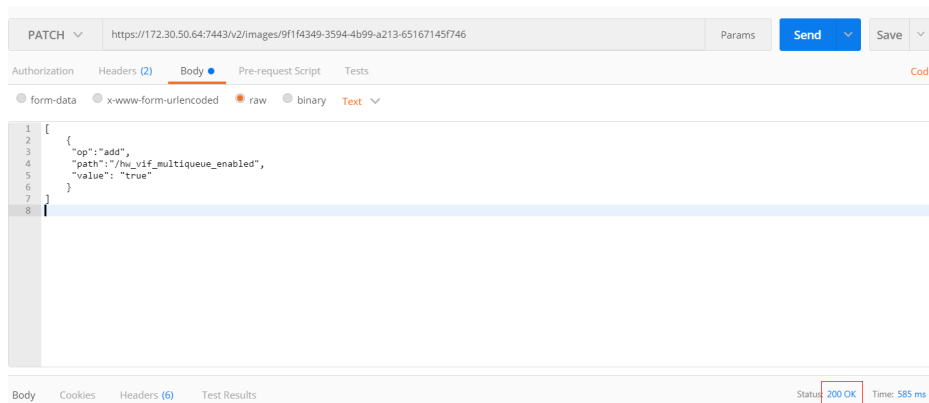 PATCH https://172.30.50.64:7443/v2/images/9f1f4349-3594-4b99-a213-65167145f746 Params Send Save
Authorization Headers (2) Body Pre-request Script Tests Cod
form-data x-www-form-urlencoded raw binary Text
1 [
2 {
3 "op":"add",
4 "path":"/hw_vif_multiqueue_enabled",
5 "value": "true"
6 }
7 ]
8
Body Cookies Headers (6) Test Results Status 200 OK Time: 585 ms